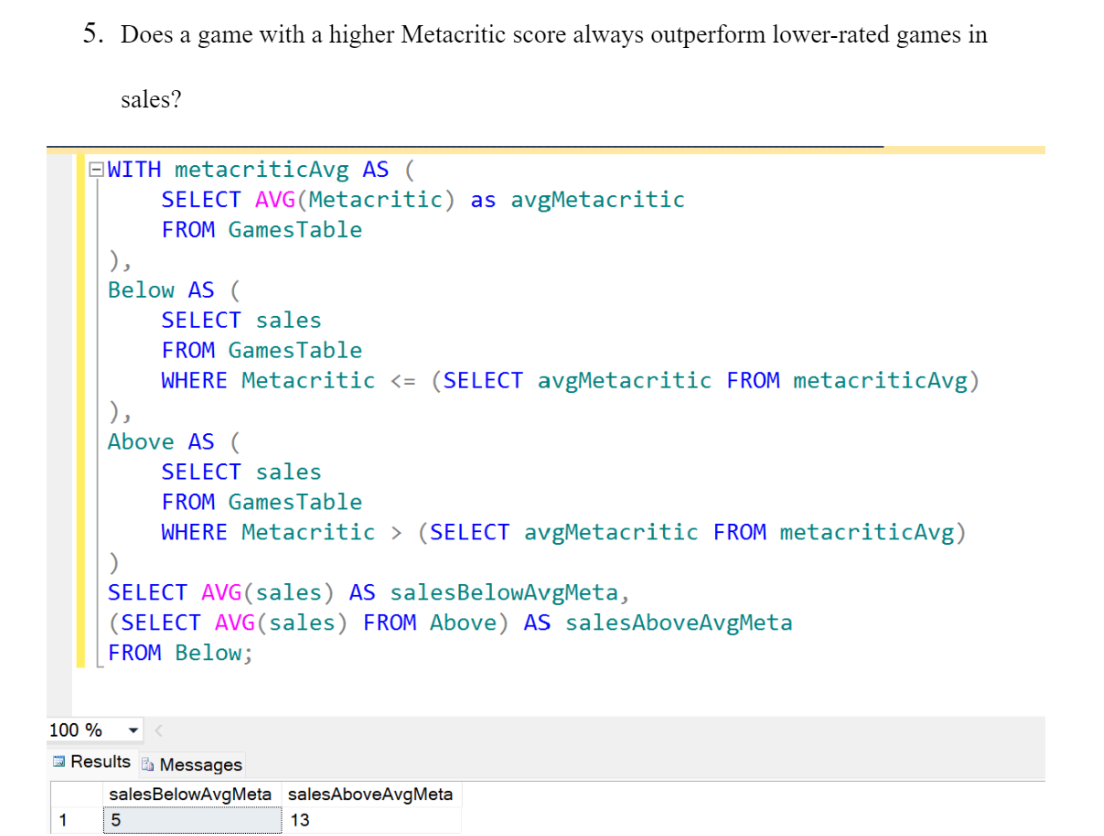 5. Does a game with a higher Metacritic score always outperform lower-rated games in
sales?
WITH metacriticAvg AS (
SELECT AVG(Metacritic) as avgMetacritic
FROM GamesTable
),
Below AS (
SELECT sales
FROM GamesTable
WHERE Metacritic <= (SELECT avgMetacritic FROM metacriticAvg)
),
Above AS (
SELECT sales
FROM GamesTable
WHERE Metacritic > (SELECT avgMetacritic FROM metacriticAvg)
)
SELECT AVG(sales) AS salesBelowAvgMeta,
(SELECT AVG(sales) FROM Above) AS salesAboveAvgMeta
FROM Below;
100 %
Results Messages
salesBelowAvgMeta salesAboveAvgMeta
1 5 13